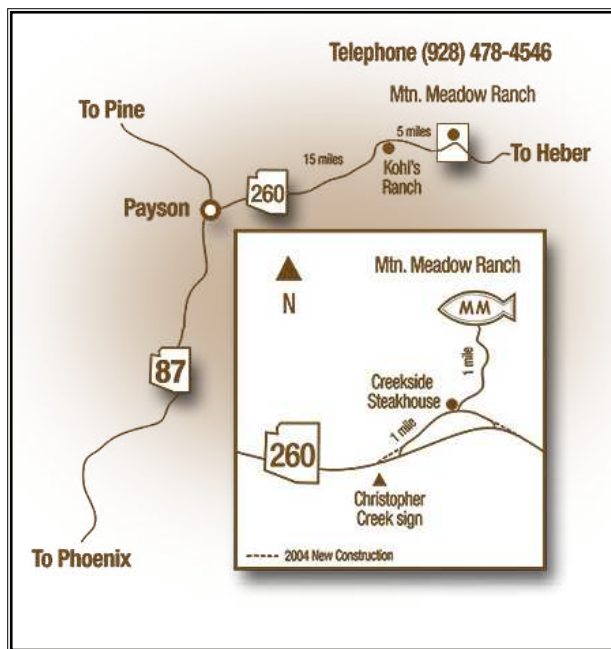 Telephone (928) 478-4546
Mtn. Meadow Ranch
To Pine
5 miles
15 miles
To Heber
Kohl's
Ranch
260
Payson
Mtn. Meadow Ranch
N
MM
87
1 mile
Creekside
Steakhouse
1 mile
260
Christopher
Creek sign
To Phoenix
2004 New Construction